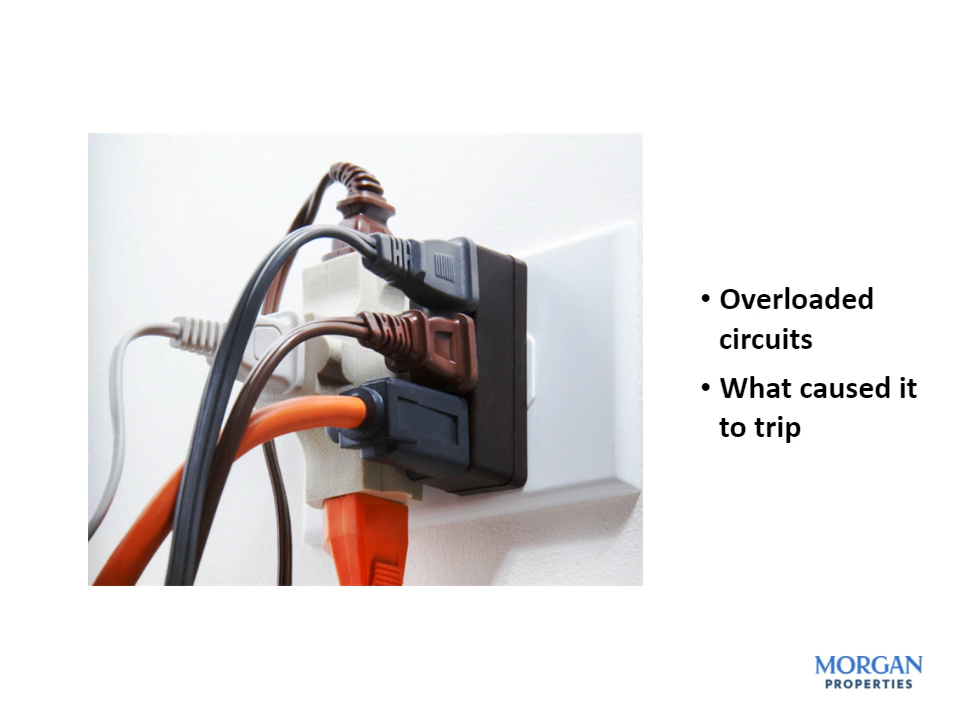 • Overloaded
circuits
• What caused it
to trip
MORGAN
PROPERTIES